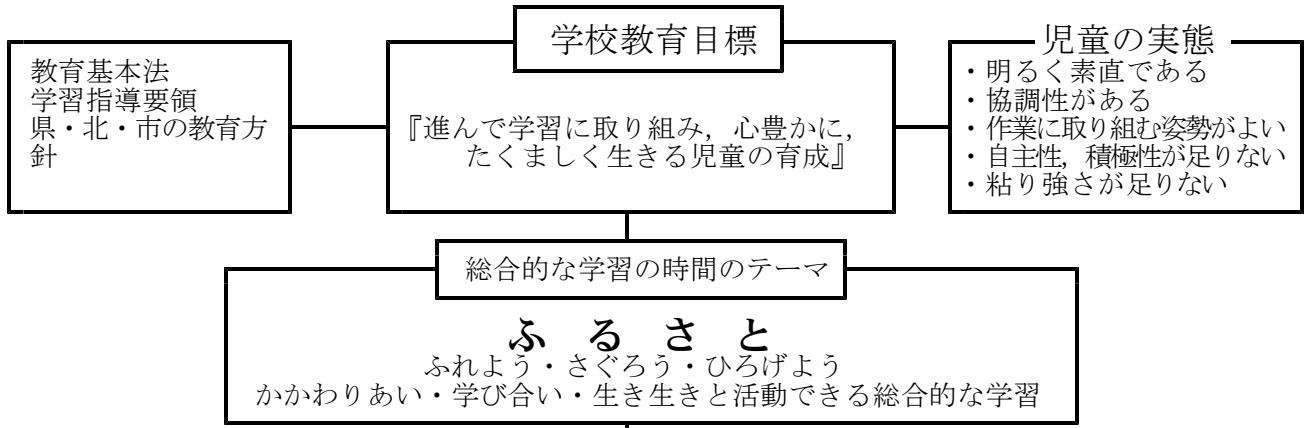 学校教育目標
教育基本法
学習指導要領
県・北・市の教育方
針
『進んで学習に取り組み，心豊かに，
たくましく生きる児童の育成』
児童の実態
・明るく素直である
・協調性がある
・作業に取り組む姿勢がよい
・自主性，積極性が足りない
・粘り強さが足りない
総合的な学習の時間のテーマ
ふ る さ と
ふれよう・さぐろう・ひろげよう
かかわりあい・学び合い・生き生きと活動できる総合的な学習